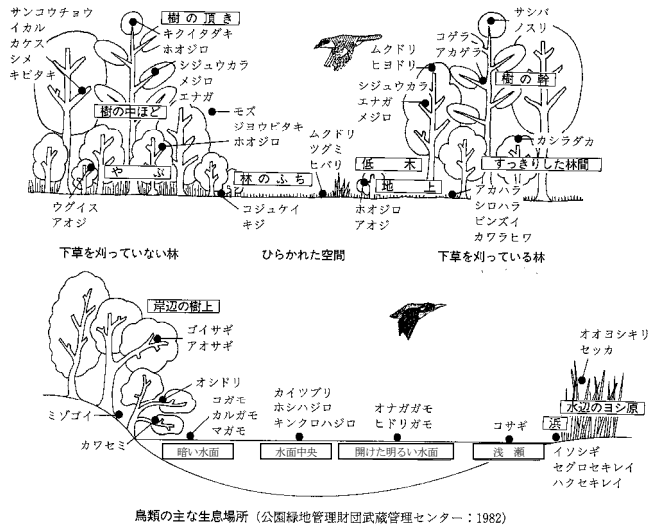 サンコウチョウ
イカル
カケス
シメ
キビタキ
樹の頂き
キクイタダキ
ホオジロ
シジュウカラ
メジロ
エナガ
樹の中ほど
モズ
ジョウビタキ
ホオジロ
やぶ
林のふち
ウグイス
アオジ
コジュケイ
キジ
ムクドリ
ツグミ
ヒバリ
ムクドリ
ヒヨドリ
シジュウカラ
エナガ
メジロ
サシバ
ノスリ
コゲラ
アカゲラ
樹の幹
カシラダカ
低木
すっきりした林間
地上
ホオジロ
アオジ
アカハラ
シロハラ
ビンズイ
カワラヒワ
下草を刈っていない林
ひらかれた空間
下草を刈っている林
岸辺の樹上
ゴイサギ
アオサギ
オシドリ
コガモ
カルガモ
マガモ
ミゾゴイ
カワセミ
カイツブリ
ホシハジロ
キンクロハジロ
オナガガモ
ヒドリガモ
コサギ
オオヨシキリ
セッカ
水辺のヨシ原
浜
イソシギ
セグロセキレイ
ハクセキレイ
暗い水面
水面中央
開けた明るい水面
浅瀬
鳥類の主な生息場所(公園緑地管理財団武蔵管理センター:1982)